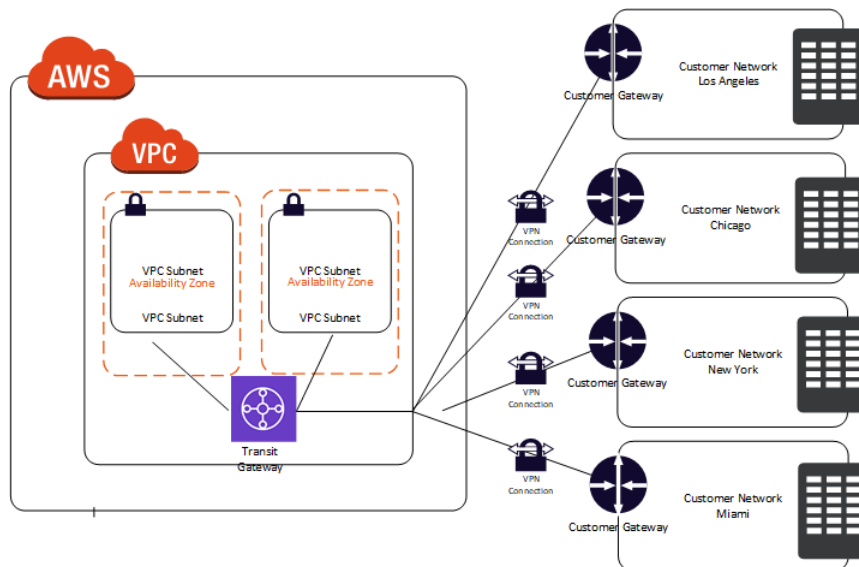 AWS
VPC
VPC Subnet
Availability Zone
VPC Subnet
VPC Subnet
Availability Zone
VPC Subnet
Transit
Gateway
VPN
Connection
VPN
Connection
VPN
Connection
VPN
Connection
Customer Gateway
Customer Network
Los Angeles
Customer Gateway
Customer Network
Chicago
Customer Gateway
Customer Network
New York
Customer Gateway
Customer Network
Miami